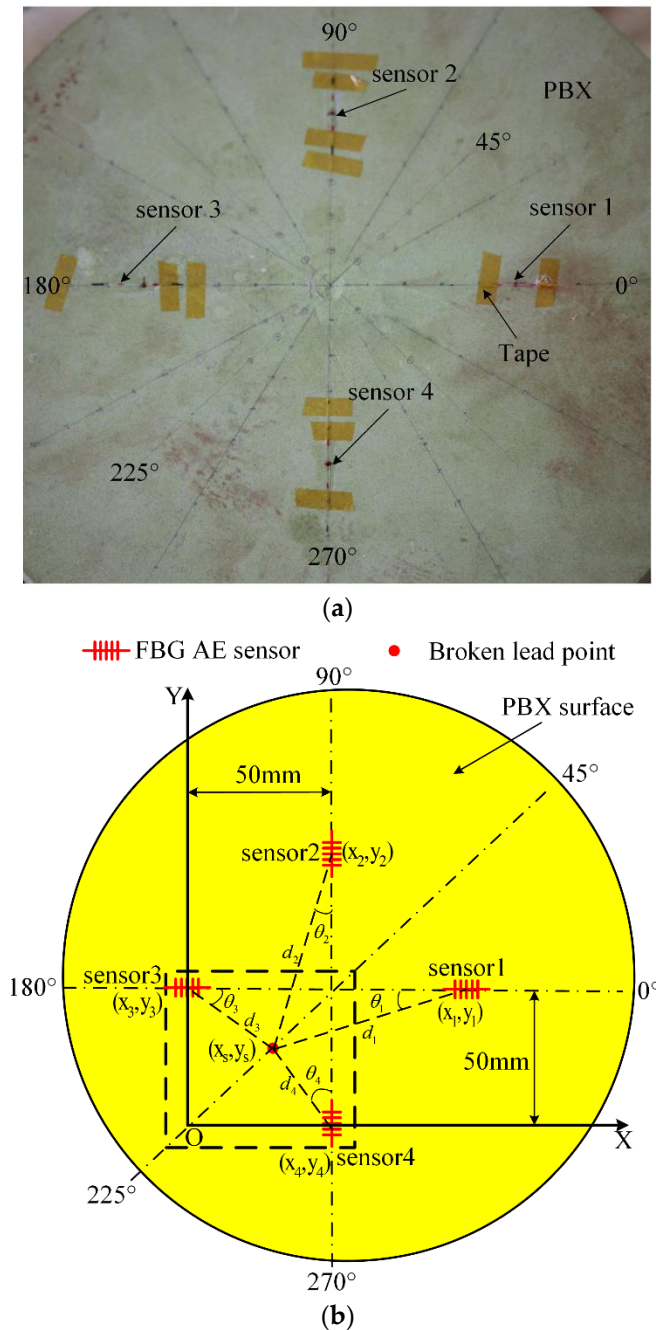 90°
sensor 2
PBX
45°
sensor 3
sensor 1
180°
0°
Tape
sensor 4
225°
270°
(a)
FBG AE sensor
Broken lead point
90°
Y
PBX surface
50mm
45°
sensor2
(x₂,y₂)
θ₂
d₂
sensor3
sensor1
180°
0°
(x₃,y₃)
θ₃
θ₁
(x₁,y₁)
d₃
d₁
(xₛ,yₛ)
50mm
θ₄
d₄
O
X
(x₄,y₄)
sensor4
225°
270°
(b)